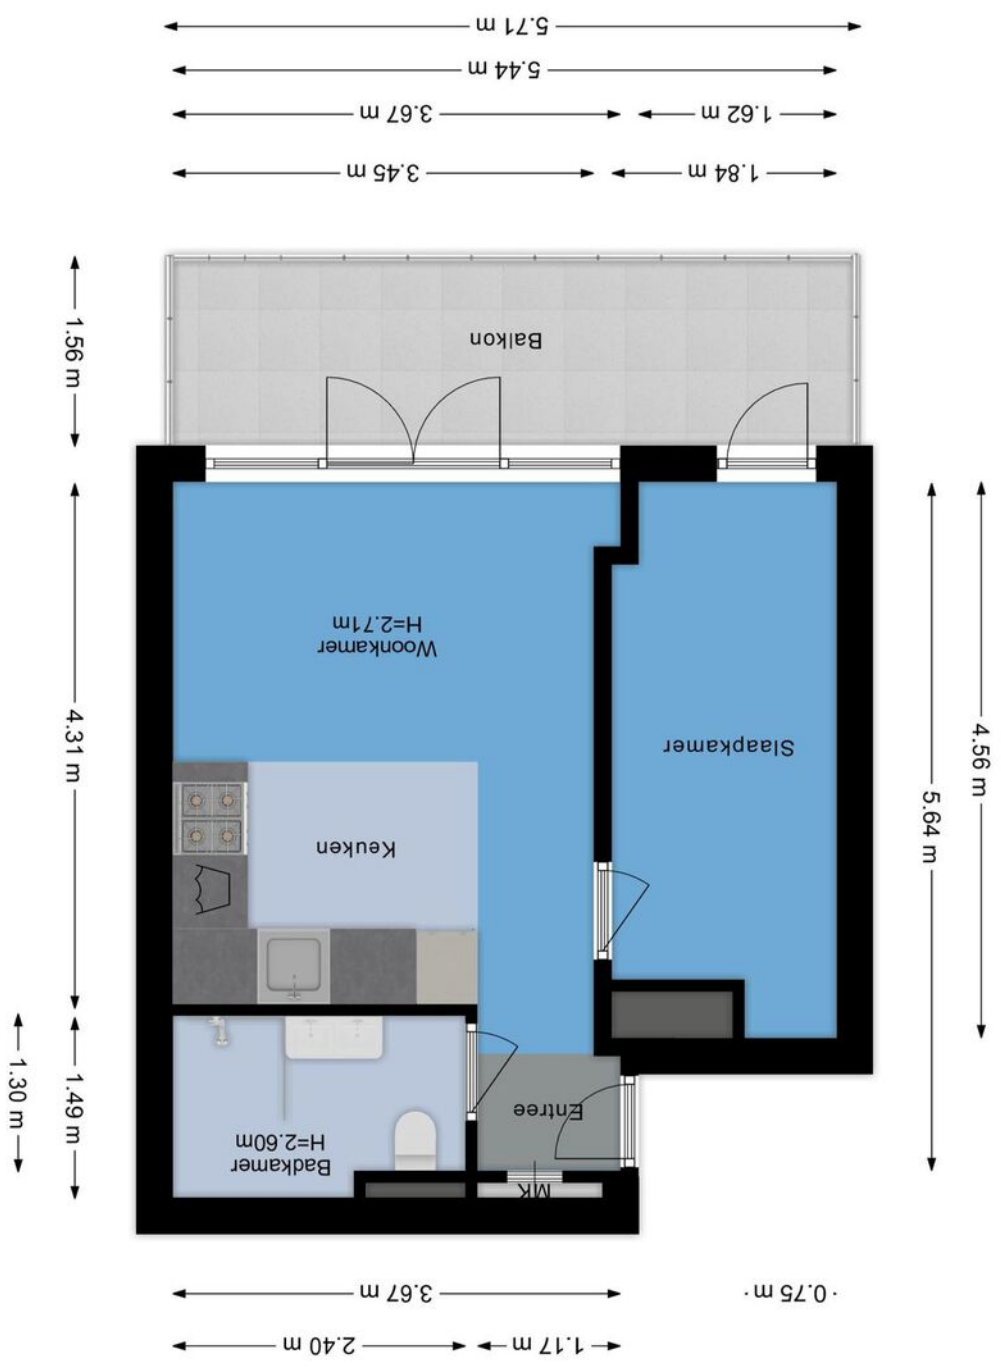 5.71 m
5.44 m
3.67 m
1.62 m
3.45 m
1.84 m
1.56 m
Balkon
4.31 m
Woonkamer
H=2.71m
Slaapkamer
4.56 m
5.64 m
Keuken
1.30 m
1.49 m
Entree
Badkamer
H=2.60m
MK
3.67 m
0.75 m
2.40 m
1.17 m